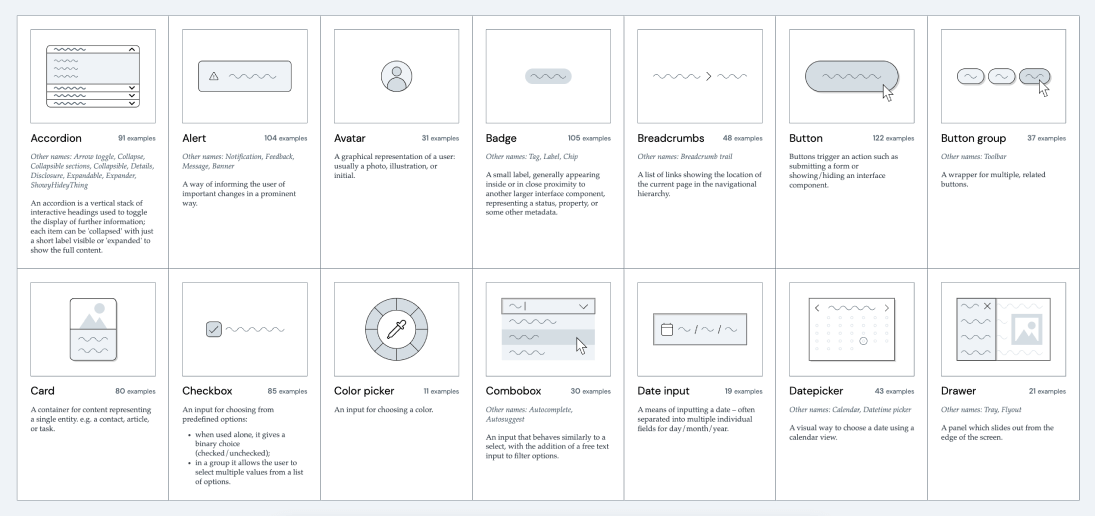 Accordion 91 examples
Other names: Arrow toggle, Collapse,
Collapsible sections, Collapsible, Details,
Disclosure, Expandable, Expander,
ShowyHideyThing
An accordion is a vertical stack of
interactive headings used to toggle
the display of further information;
each item can be 'collapsed' with just
a short label visible or 'expanded' to
show the full content.
Alert 104 examples
Other names: Notification, Feedback,
Message, Banner
A way of informing the user of
important changes in a prominent
way.
Avatar 31 examples
A graphical representation of a user:
usually a photo, illustration, or
initial.
Badge 105 examples
Other names: Tag, Label, Chip
A small label, generally appearing
inside or in close proximity to
another larger interface component,
representing a status, property, or
some other metadata.
Breadcrumbs 48 examples
Other names: Breadcrumb trail
A list of links showing the location of
the current page in the navigational
hierarchy.
Button 122 examples
Buttons trigger an action such as
submitting a form or
showing/hiding an interface
component.
Button group 37 examples
Other names: Toolbar
A wrapper for multiple, related
buttons.
Card 80 examples
A container for content representing
a single entity. e.g. a contact, article,
or task.
Checkbox 85 examples
An input for choosing from
predefined options:
• when used alone, it gives a
binary choice
(checked/unchecked);
• in a group it allows the user to
select multiple values from a list
of options.
Color picker 11 examples
An input for choosing a color.
Combobox 30 examples
Other names: Autocomplete,
Autosuggest
An input that behaves similarly to a
select, with the addition of a free text
input to filter options.
Date input 19 examples
A means of inputting a date – often
separated into multiple individual
fields for day/month/year.
Datepicker 43 examples
Other names: Calendar, Datetime picker
A visual way to choose a date using a
calendar view.
Drawer 21 examples
Other names: Tray, Flyout
A panel which slides out from the
edge of the screen.